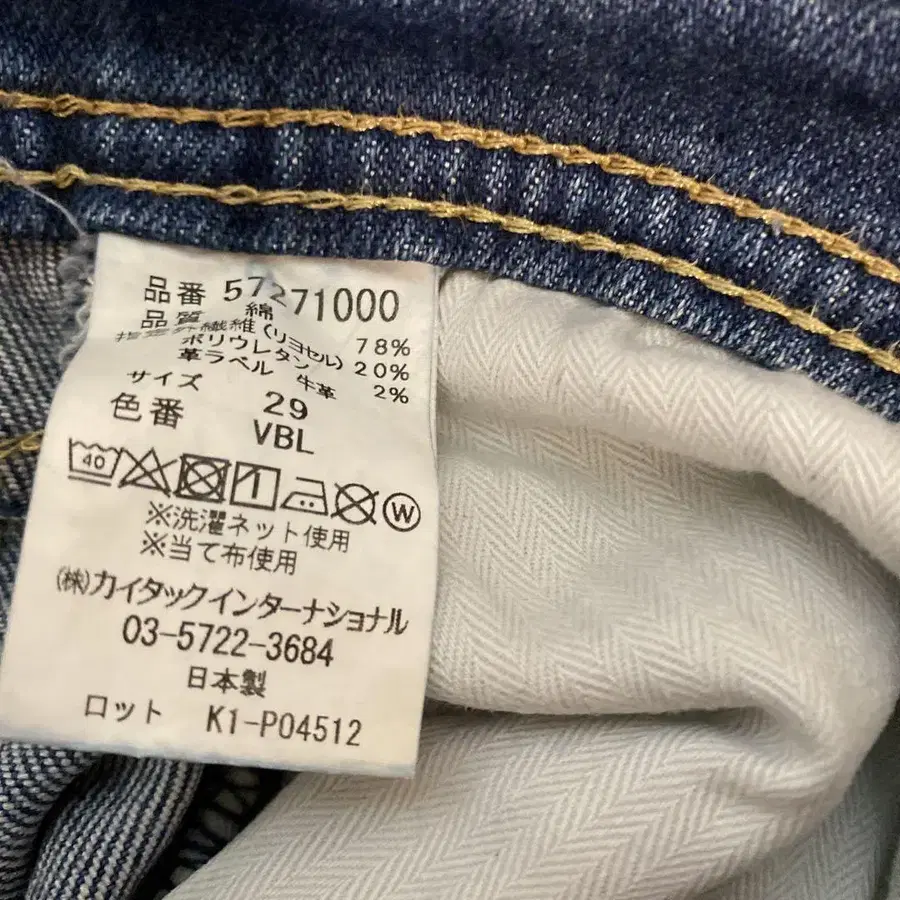 品番 57271000
品質 綿 78%
指定外繊維(リヨセル) 20%
ポリウレタン 2%
革ラベル 牛革
サイズ 29
色番 VBL
40 1 W
※洗濯ネット使用
※当て布使用
(株)カイタックインターナショナル
03-5722-3684
日本製
ロット K1-P04512